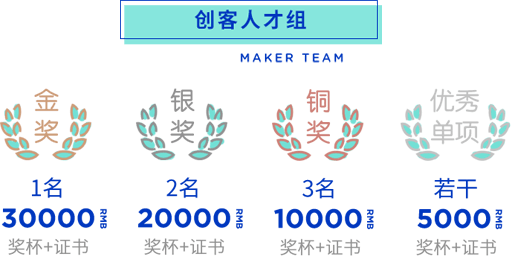 创客人才组
MAKER TEAM
金奖
银奖
铜奖
优秀单项
1名
2名
3名
若干
30000 RMB
20000 RMB
10000 RMB
5000 RMB
奖杯+证书
奖杯+证书
奖杯+证书
奖杯+证书